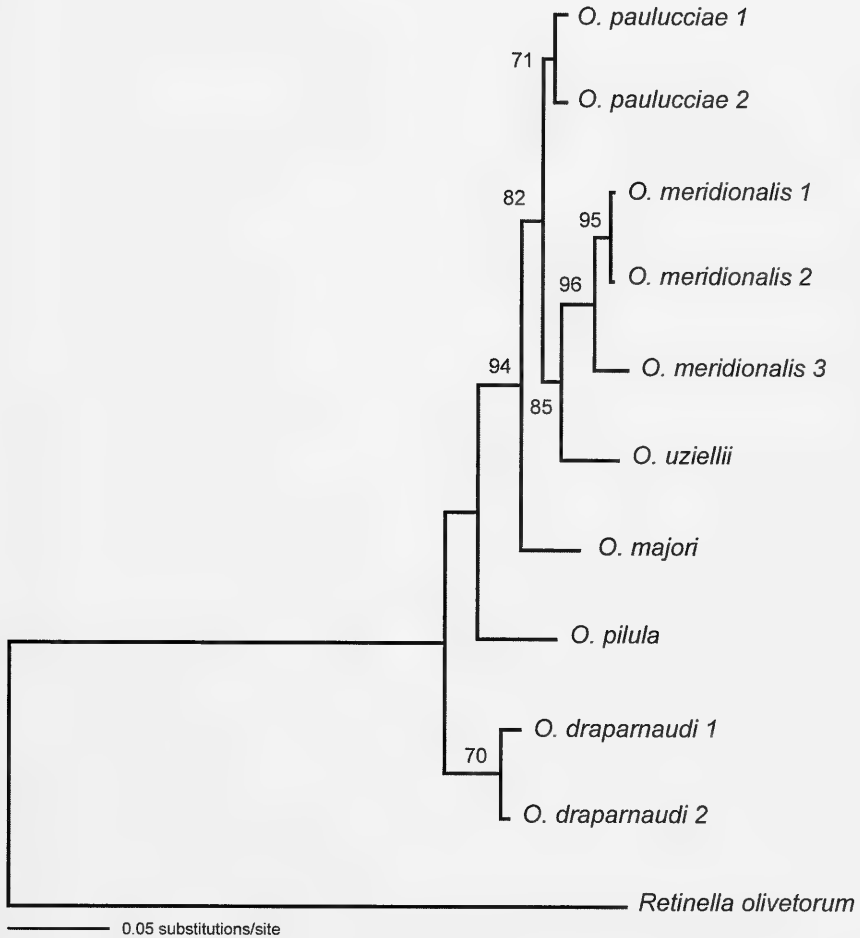 O. paulucciae 1
71
O. paulucciae 2
O. meridionalis 1
82
95
O. meridionalis 2
96
O. meridionalis 3
94
85
O. uziellii
O. majori
O. pilula
O. draparnaudi 1
70
O. draparnaudi 2
Retinella olivetorum
0.05 substitutions/site